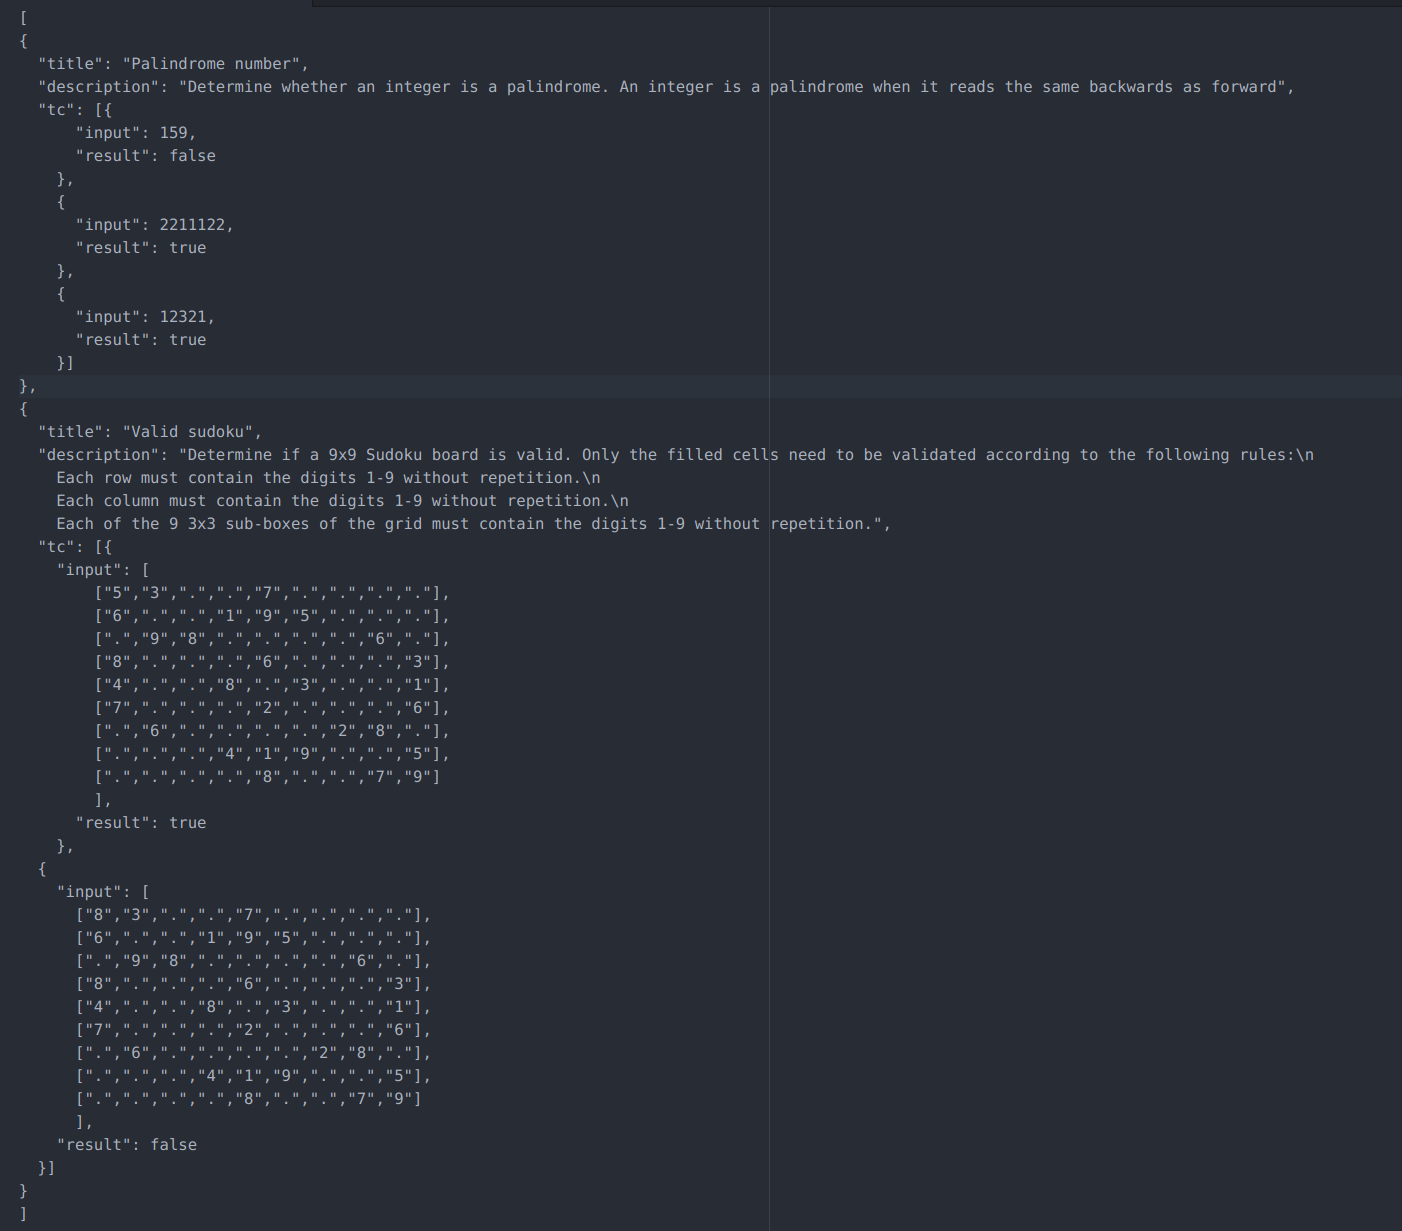 [
{
  "title": "Palindrome number",
  "description": "Determine whether an integer is a palindrome. An integer is a palindrome when it reads the same backwards as forward",
  "tc": [{
      "input": 159,
      "result": false
    },
    {
      "input": 2211122,
      "result": true
    },
    {
      "input": 12321,
      "result": true
    }]
},
{
  "title": "Valid sudoku",
  "description": "Determine if a 9x9 Sudoku board is valid. Only the filled cells need to be validated according to the following rules:\n
    Each row must contain the digits 1-9 without repetition.\n
    Each column must contain the digits 1-9 without repetition.\n
    Each of the 9 3x3 sub-boxes of the grid must contain the digits 1-9 without repetition.",
  "tc": [{
    "input": [
        ["5","3",".",".","7",".",".",".","."],
        ["6",".",".","1","9","5",".",".","."],
        [".","9","8",".",".",".",".","6","."],
        ["8",".",".",".","6",".",".",".","3"],
        ["4",".",".","8",".","3",".",".","1"],
        ["7",".",".",".","2",".",".",".","6"],
        [".","6",".",".",".",".","2","8","."],
        [".",".",".","4","1","9",".",".","5"],
        [".",".",".",".","8",".",".","7","9"]
        ],
      "result": true
    },
  {
    "input": [
      ["8","3",".",".","7",".",".",".","."],
      ["6",".",".","1","9","5",".",".","."],
      [".","9","8",".",".",".",".","6","."],
      ["8",".",".",".","6",".",".",".","3"],
      ["4",".",".","8",".","3",".",".","1"],
      ["7",".",".",".","2",".",".",".","6"],
      [".","6",".",".",".",".","2","8","."],
      [".",".",".","4","1","9",".",".","5"],
      [".",".",".",".","8",".",".","7","9"]
      ],
    "result": false
  }]
}
]